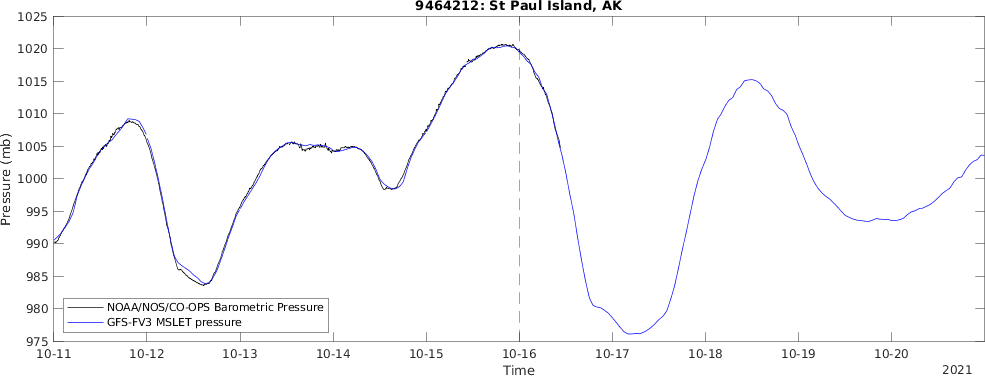 9464212: St Paul Island, AK
Pressure (mb)
1025
1020
1015
1010
1005
1000
995
990
985
980
975
NOAA/NOS/CO-OPS Barometric Pressure
GFS-FV3 MSLET pressure
10-11 10-12 10-13 10-14 10-15 10-16 10-17 10-18 10-19 10-20
Time
2021